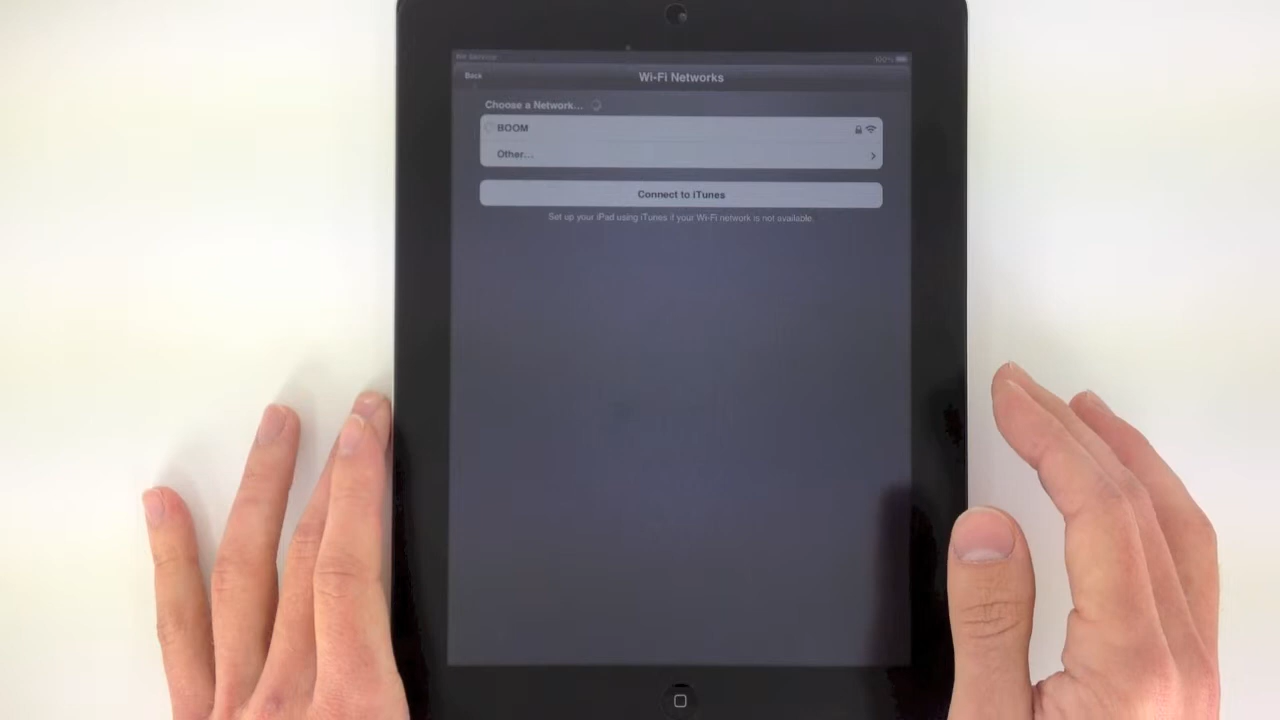 100%
Back
Wi-Fi Networks
Choose a Network...
BOOM
Other...
Connect to iTunes
Set up your iPad using iTunes if your Wi-Fi network is not available.